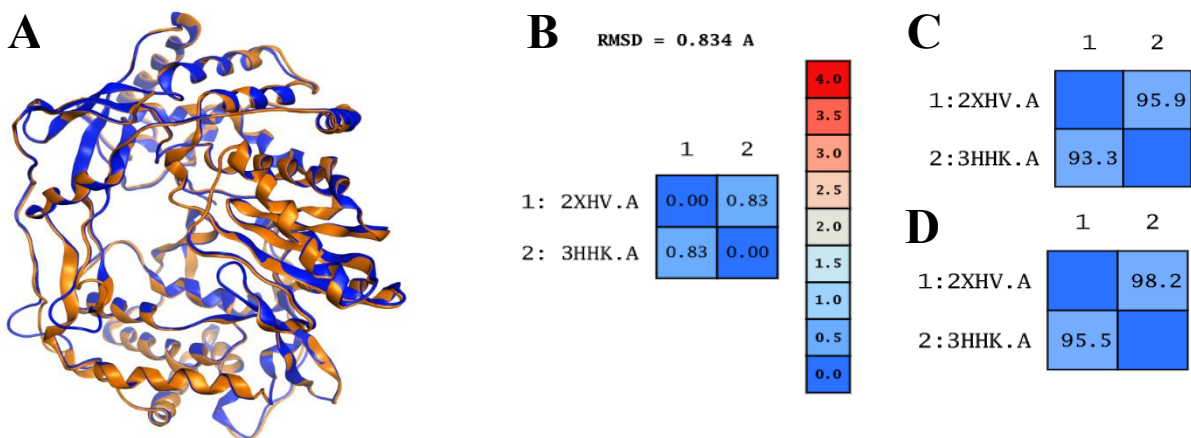 A
B
RMSD = 0.834 A
1 2
1: 2XHV.A 0.00 0.83
2: 3HHK.A 0.83 0.00
4.0
3.5
3.0
2.5
2.0
1.5
1.0
0.5
0.0
C
1 2
1:2XHV.A 95.9
2:3HHK.A 93.3
D
1 2
1:2XHV.A 98.2
2:3HHK.A 95.5